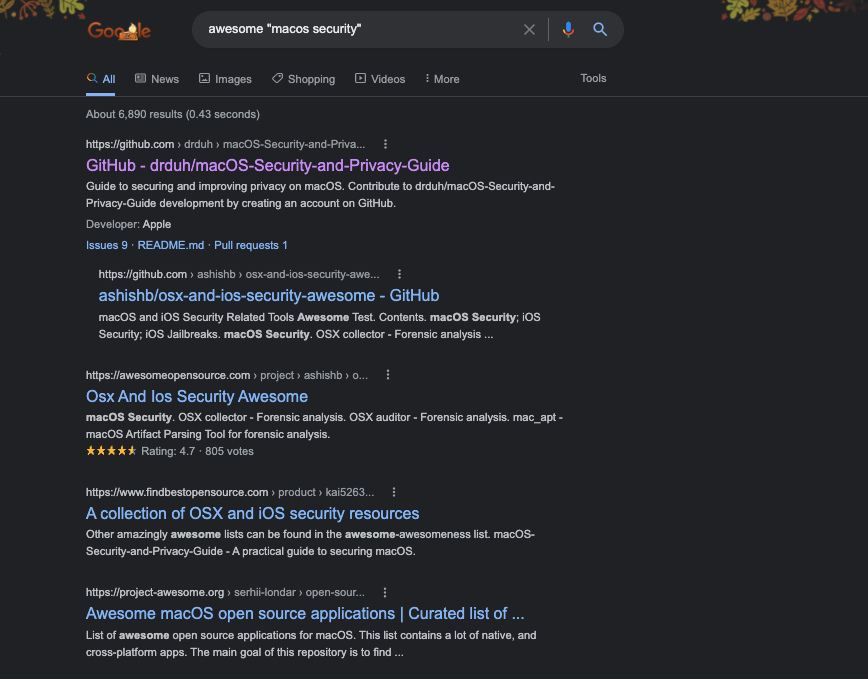 Google
awesome "macos security"
All News Images Shopping Videos More Tools
About 6,890 results (0.43 seconds)
https://github.com › drduh › macOS-Security-and-Priva...
GitHub - drduh/macOS-Security-and-Privacy-Guide
Guide to securing and improving privacy on macOS. Contribute to drduh/macOS-Security-and-
Privacy-Guide development by creating an account on GitHub.
Developer: Apple
Issues 9 · README.md · Pull requests 1
https://github.com › ashishb › osx-and-ios-security-awe...
ashishb/osx-and-ios-security-awesome - GitHub
macOS and iOS Security Related Tools Awesome Test. Contents. macOS Security; iOS
Security; iOS Jailbreaks. macOS Security. OSX collector - Forensic analysis ...
https://awesomeopensource.com › project › ashishb › o...
Osx And Ios Security Awesome
macOS Security. OSX collector - Forensic analysis. OSX auditor - Forensic analysis. mac_apt -
macOS Artifact Parsing Tool for forensic analysis.
Rating: 4.7 · 805 votes
https://www.findbestopensource.com › product › kai5263...
A collection of OSX and iOS security resources
Other amazingly awesome lists can be found in the awesome-awesomeness list. macOS-
Security-and-Privacy-Guide - A practical guide to securing macOS.
https://project-awesome.org › serhii-londar › open-sour...
Awesome macOS open source applications | Curated list of ...
List of awesome open source applications for macOS. This list contains a lot of native, and
cross-platform apps. The main goal of this repository is to find ...